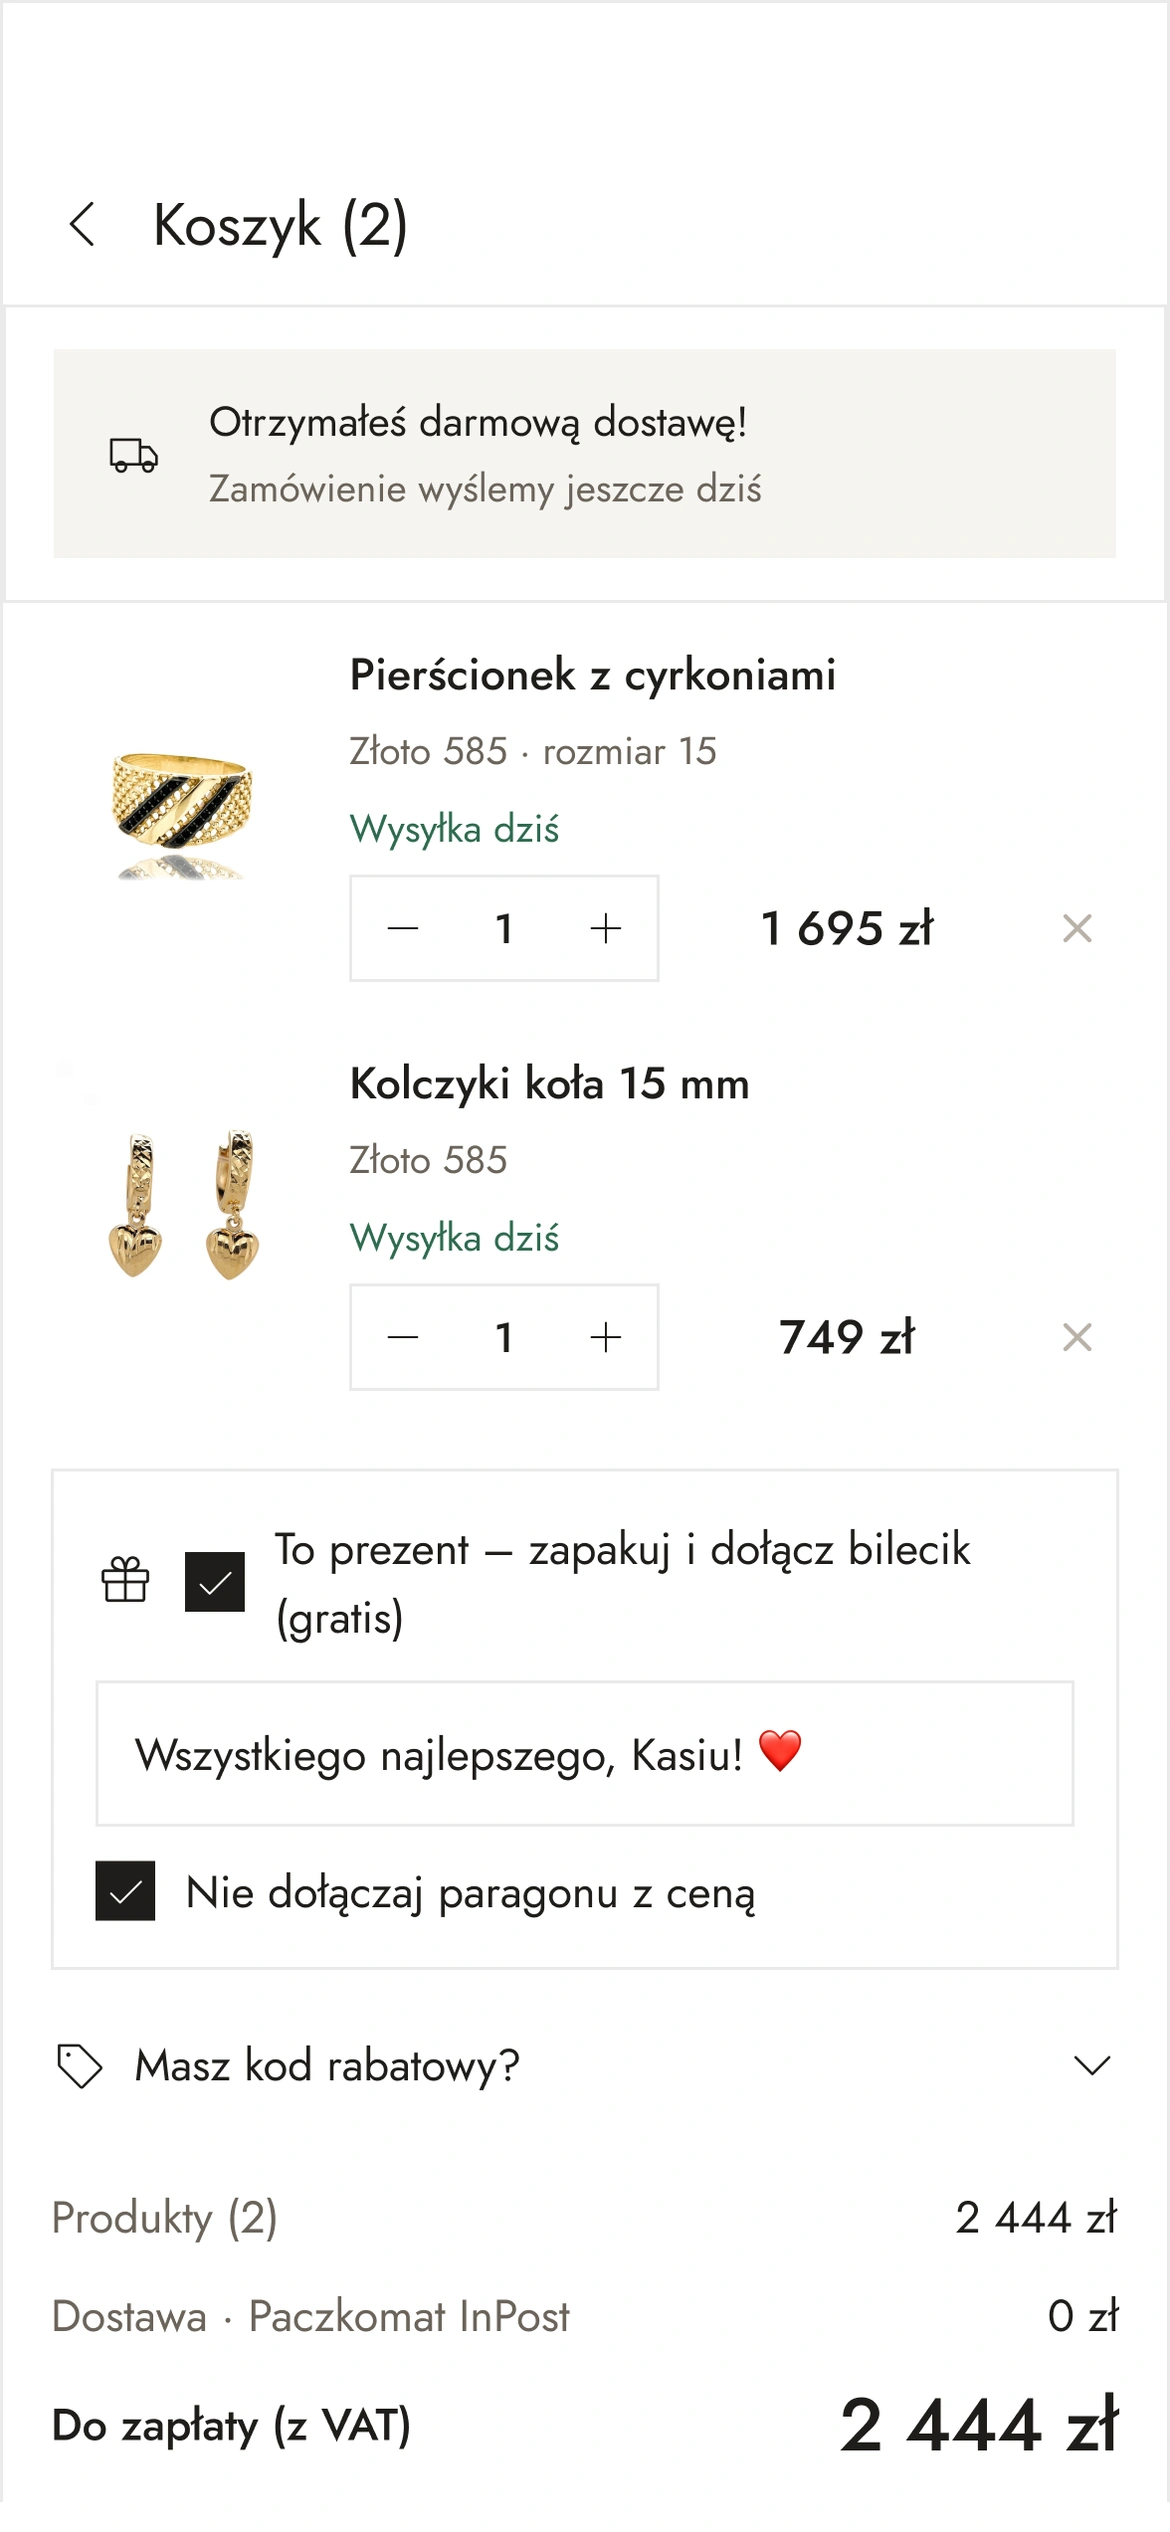 Koszyk (2)
Otrzymałeś darmową dostawę!
Zamówienie wyślemy jeszcze dziś
Pierścionek z cyrkoniami
Złoto 585 · rozmiar 15
Wysyłka dziś
1
1 695 zł
Kolczyki koła 15 mm
Złoto 585
Wysyłka dziś
1
749 zł
To prezent – zapakuj i dołącz bilecik
(gratis)
Wszystkiego najlepszego, Kasiu! ❤️
Nie dołączaj paragonu z ceną
Masz kod rabatowy?
Produkty (2) 2 444 zł
Dostawa · Paczkomat InPost 0 zł
Do zapłaty (z VAT) 2 444 zł